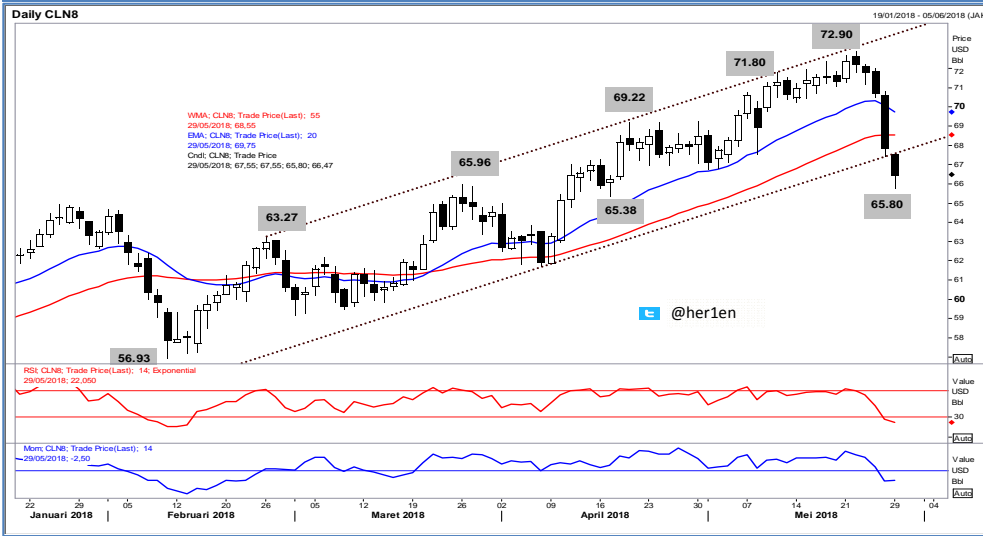 Daily CLN8
19/01/2018 - 05/06/2018 (JAK
72.90
71.80
69.22
65.96
63.27
65.38
65.80
56.93
WMA; CLN8; Trade Price(Last); 55
29/05/2018; 68,55
EMA; CLN8; Trade Price(Last); 20
29/05/2018; 69,75
Cndl; CLN8; Trade Price
29/05/2018; 67,55; 67,55; 65,80; 66,47
@her1en
Price
USD
Bbl
72
71
70
69
68
67
66
65
64
63
62
61
60
59
58
Auto
RSI; CLN8; Trade Price(Last); 14; Exponential
29/05/2018; 22,050
Value
USD
Bbl
30
Auto
Mom; CLN8; Trade Price(Last); 14
29/05/2018; -2,50
Value
USD
Bbl
Auto
22 29 05 12 20 26 05 12 19 26 02 09 16 23 30 07 14 21 29 04
Januari 2018 Februari 2018 Maret 2018 April 2018 Mei 2018